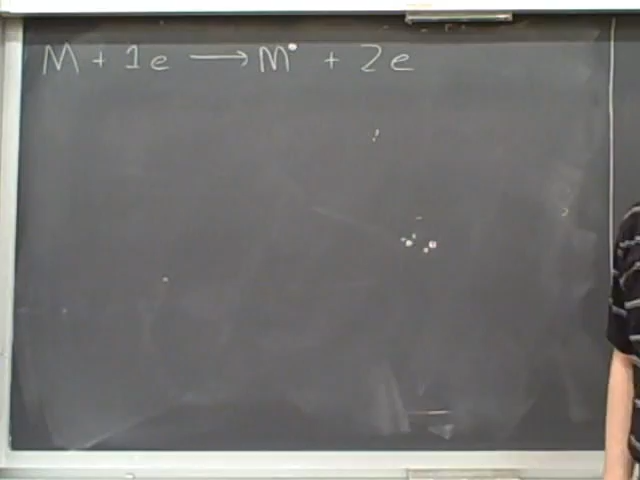 M + 1e ⟶ M• + 2e